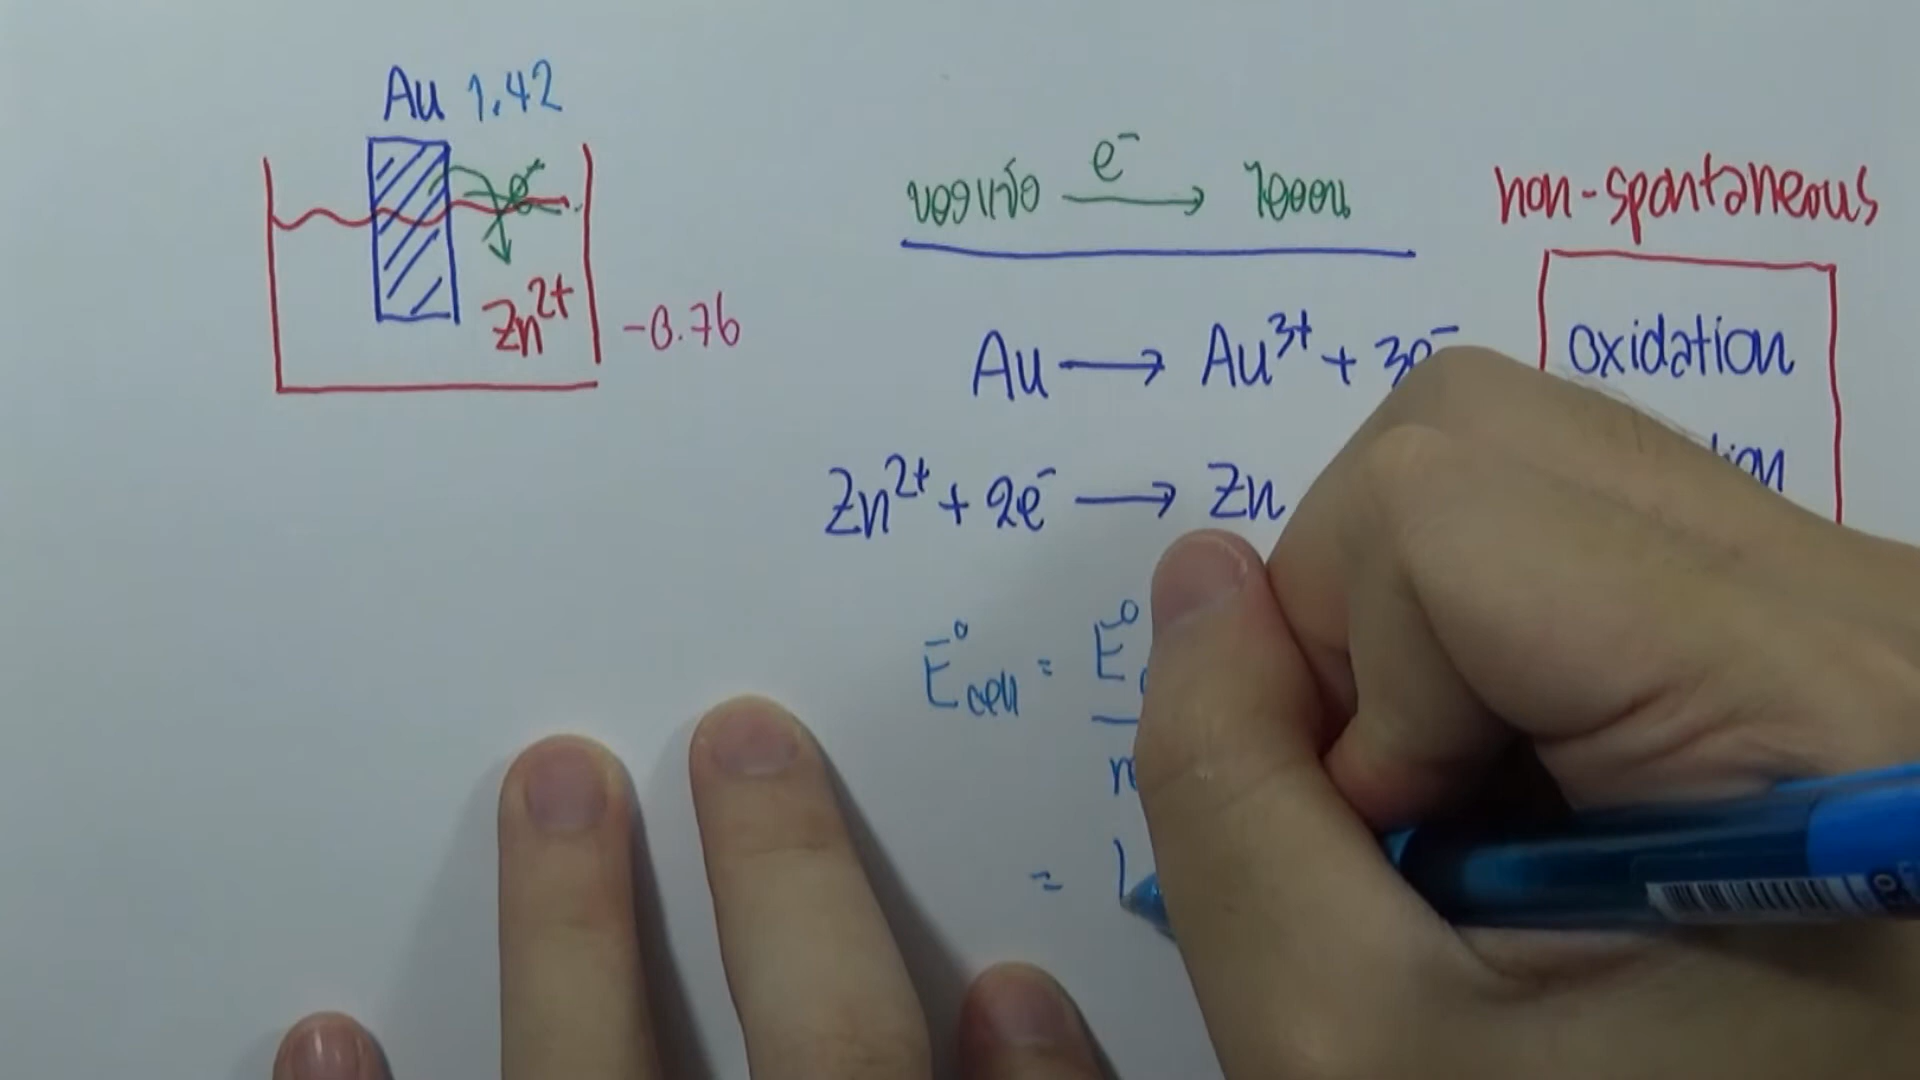 Au 1.42
Zn²⁺ -0.76
ของแข็ง e⁻ → ไอออน
non-spontaneous
Au → Au³⁺ + 3e⁻
oxidation
Zn²⁺ + 2e⁻ → Zn
E°cell = E°
=